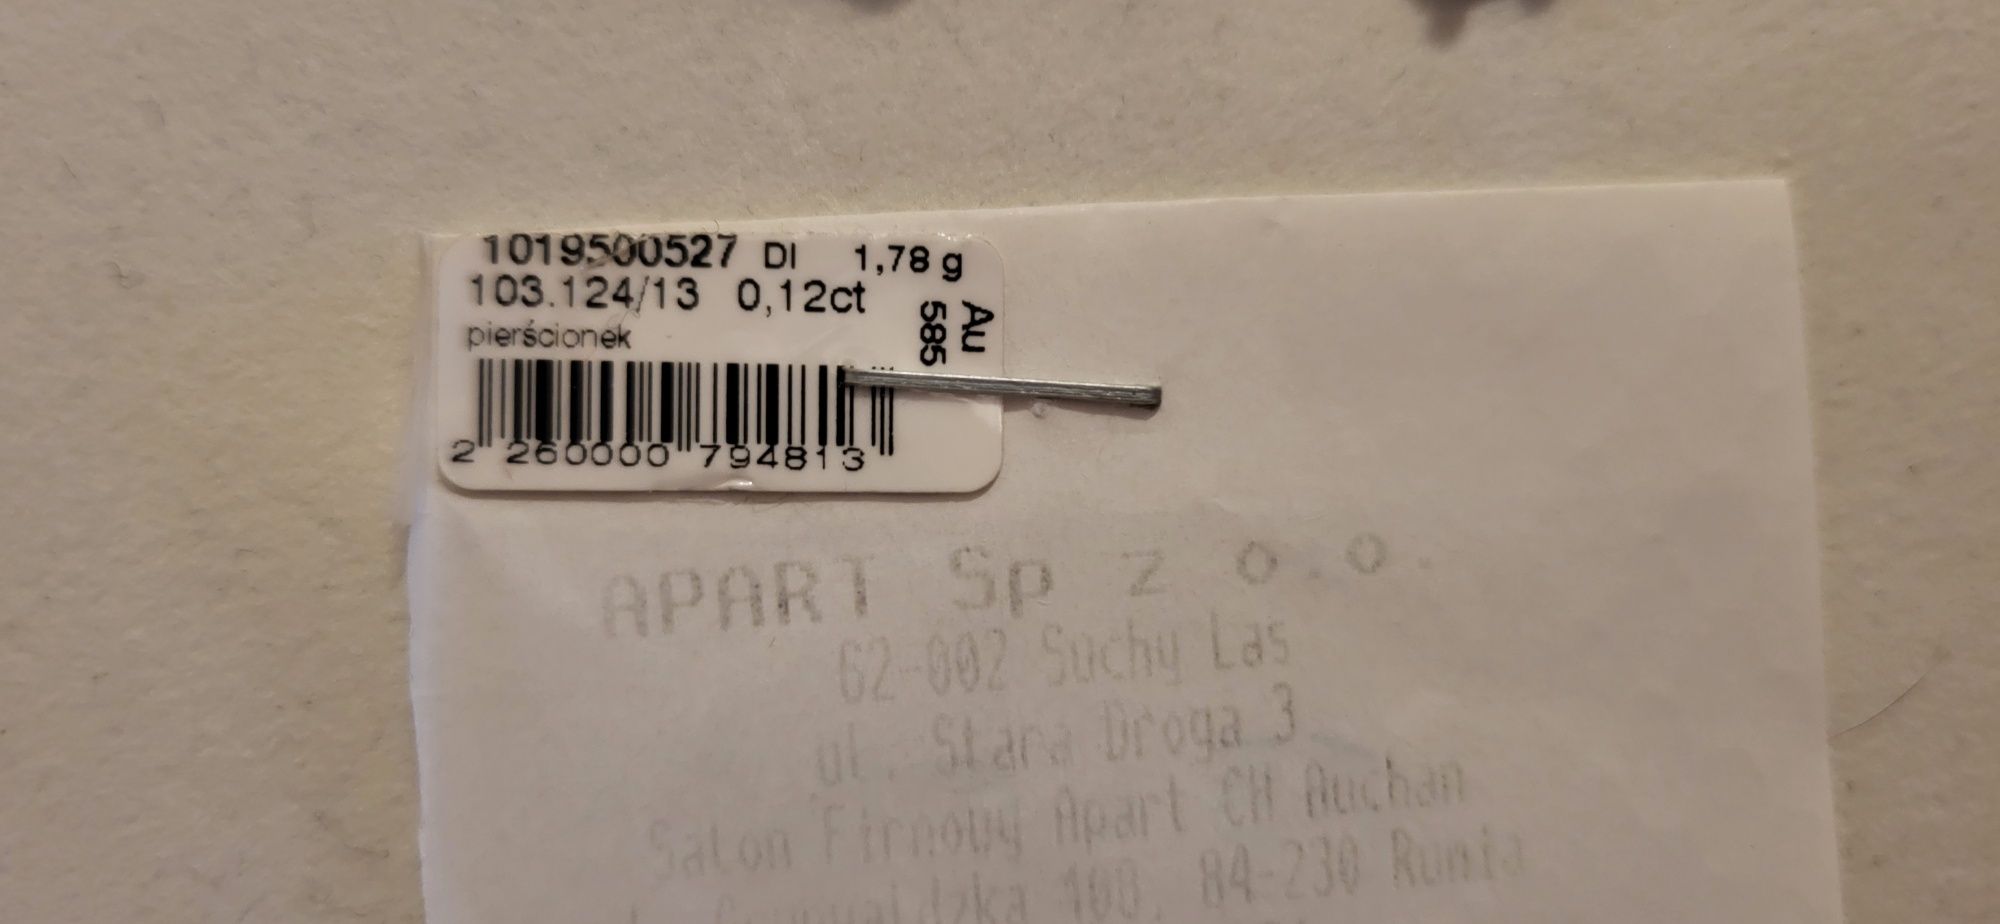 1019500527 DI 1,78 g
103.124/13 0,12ct
Au
585
pierścionek
2 260000 794813
APART Sp z o.o.
62-002 Suchy Las
ul. Stara Droga 3
Salon Firmowy Apart CH Auchan
84-230 Rumia